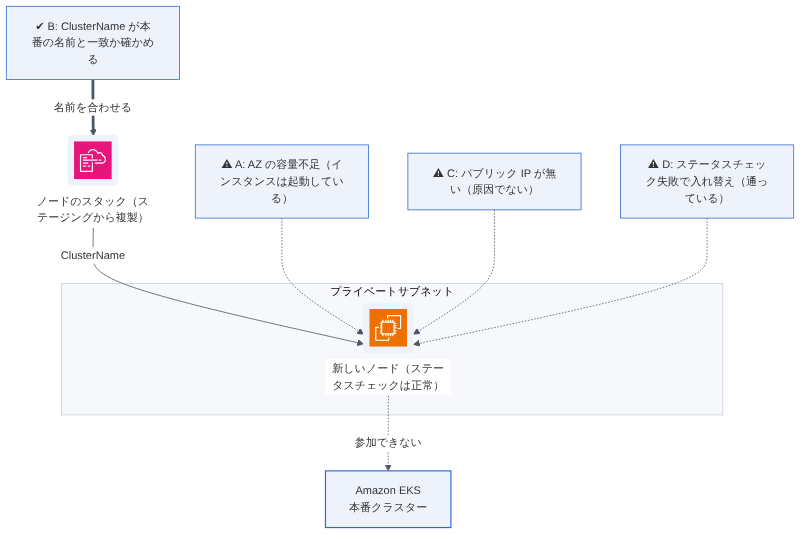 ✔ B: ClusterName が本
番の名前と一致か確かめ
る
名前を合わせる
ノードのスタック（ス
テージングから複製）
ClusterName
⚠ A: AZ の容量不足（イ
ンスタンスは起動してい
る）
⚠ C: パブリック IP が無
い（原因でない）
⚠ D: ステータスチェッ
ク失敗で入れ替え（通っ
ている）
プライベートサブネット
新しいノード（ステー
タスチェックは正常）
参加できない
Amazon EKS
本番クラスター